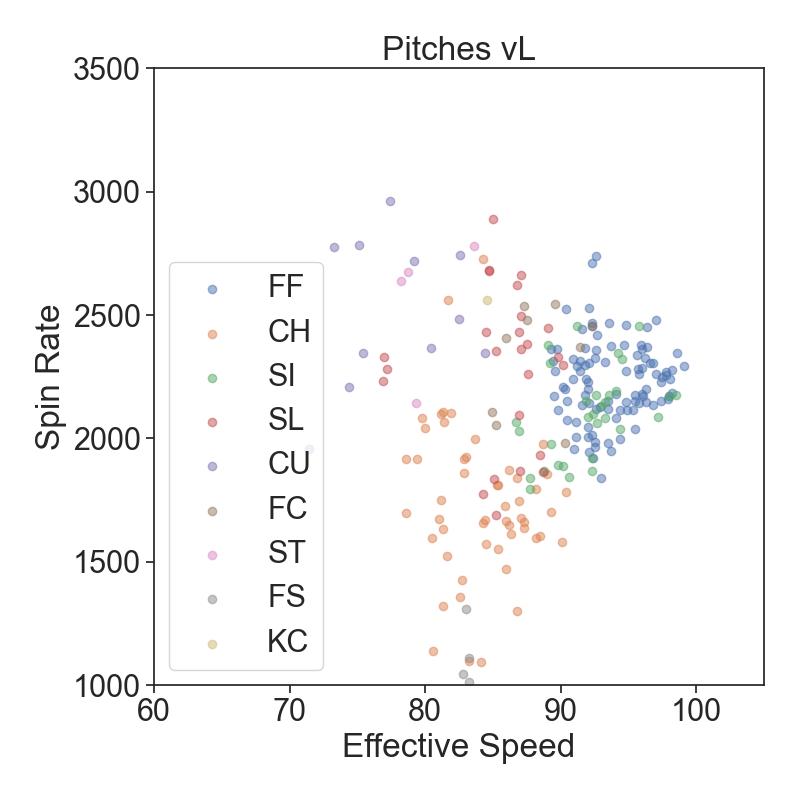 Pitches vL
3500
3000
2500
2000
1500
1000
Spin Rate
FF
CH
SI
SL
CU
FC
ST
FS
KC
60 70 80 90 100
Effective Speed